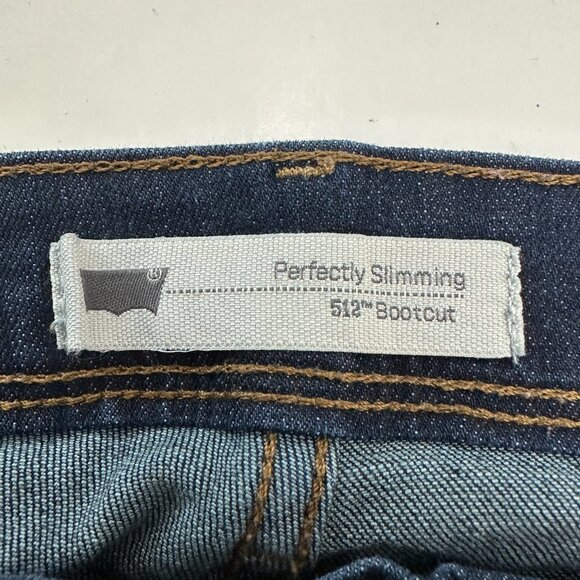 ®
Perfectly Slimming
512™ Bootcut